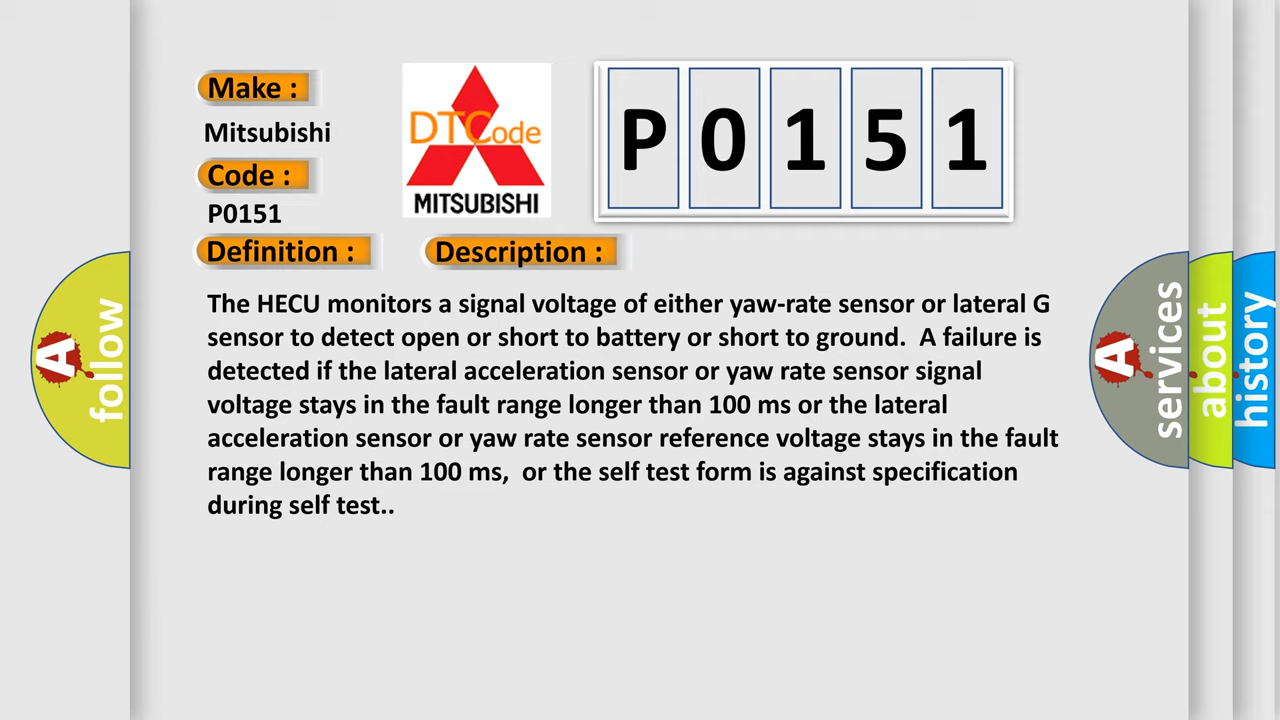 Make :
Mitsubishi
Code :
P0151
DTCode
MITSUBISHI
P0151
Definition :
Description :
The HECU monitors a signal voltage of either yaw-rate sensor or lateral G
sensor to detect open or short to battery or short to ground  A failure is
detected if the lateral acceleration sensor or yaw rate sensor signal
voltage stays in the fault range longer than 100 ms or the lateral
acceleration sensor or yaw rate sensor reference voltage stays in the fault
range longer than 100 ms,  or the self test form is against specification
during self test..
A
follow
A
services
about
history